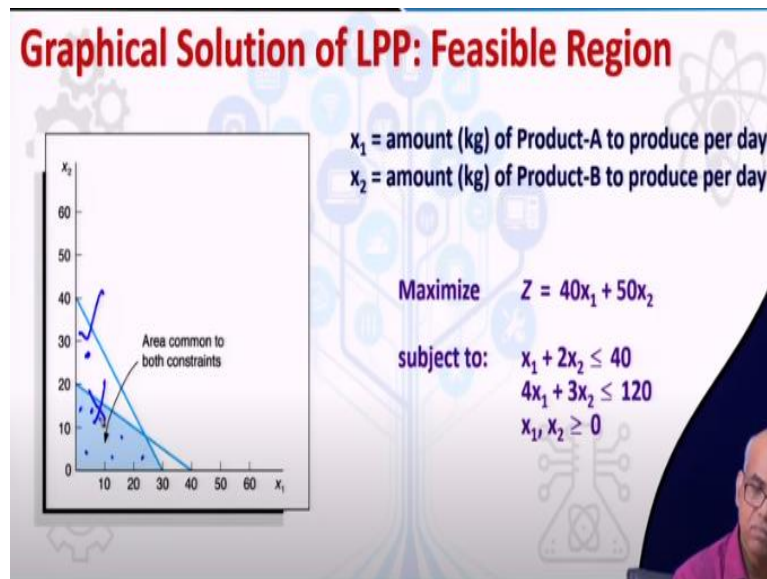 Graphical Solution of LPP: Feasible Region
x₁ = amount (kg) of Product-A to produce per day
x₂ = amount (kg) of Product-B to produce per day
x₂
60
50
40
30
20
10
0
Area common to
both constraints
10 20 30 40 50 60 x₁
Maximize Z = 40x₁ + 50x₂
subject to: x₁ + 2x₂ ≤ 40
4x₁ + 3x₂ ≤ 120
x₁, x₂ ≥ 0